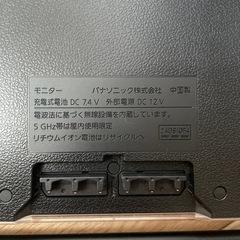 モニター パナソニック株式会社 中国製
充電式電池 DC 7.4 V 外部電源 DC 12 V
電波法に基づく無線設備を内蔵しています。
5 GHz帯は屋内使用限定
リチウムイオン電池はリサイクルへ